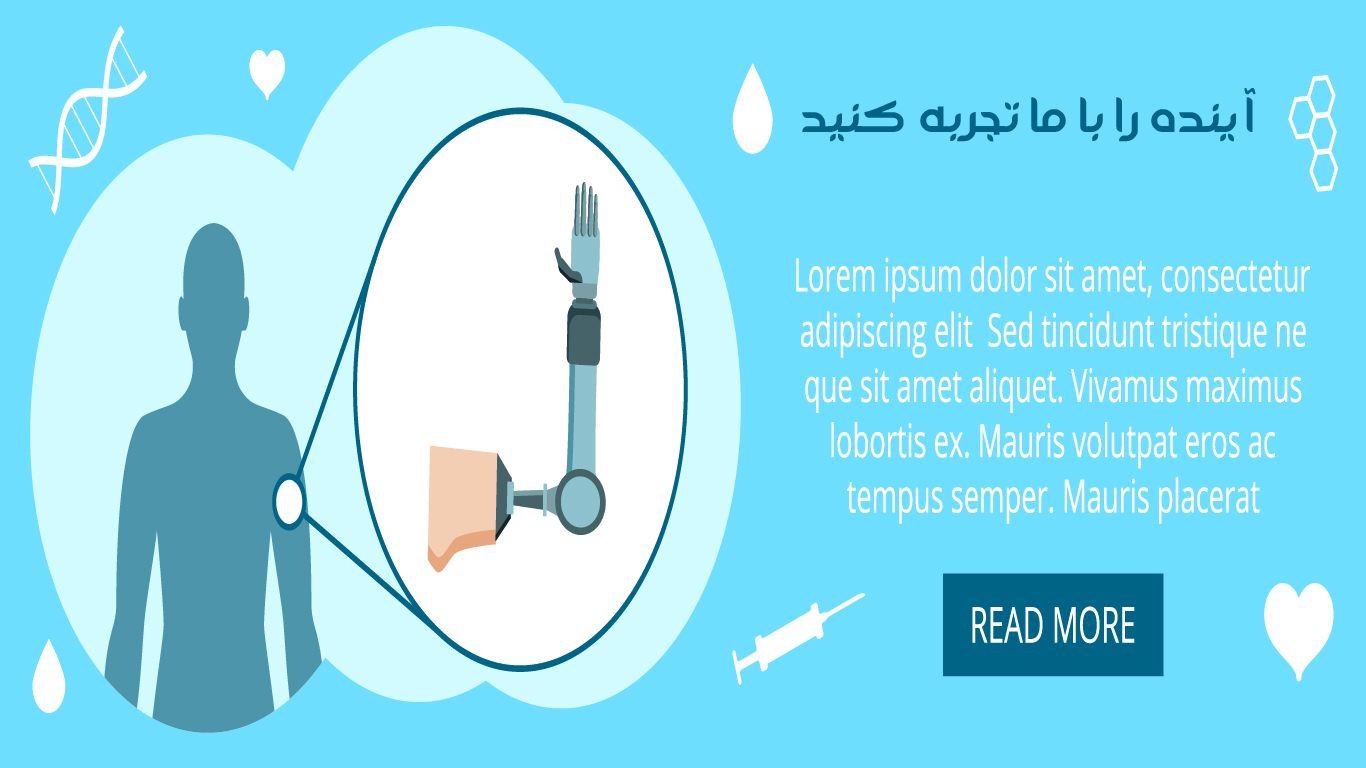 آینده را با ما تجربه کنید
Lorem ipsum dolor sit amet, consectetur
adipiscing elit  Sed tincidunt tristique ne
que sit amet aliquet. Vivamus maximus
lobortis ex. Mauris volutpat eros ac
tempus semper. Mauris placerat
READ MORE